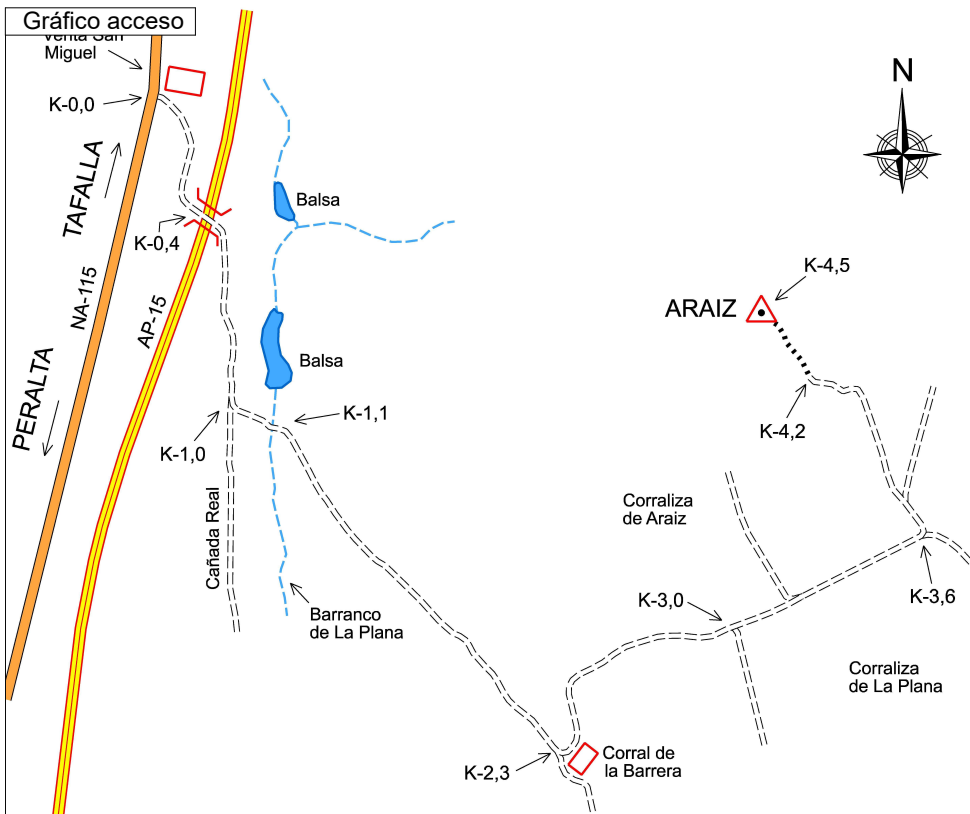 Gráfico acceso
Venta San
Miguel
K-0,0
N
TAFALLA
Balsa
K-0,4
K-4,5
NA-115
AP-15
ARAIZ
Balsa
PERALTA
K-1,1
K-4,2
K-1,0
Corraliza
de Araiz
Cañada Real
K-3,6
K-3,0
Barranco
de La Plana
Corraliza
de La Plana
Corral de
la Barrera
K-2,3